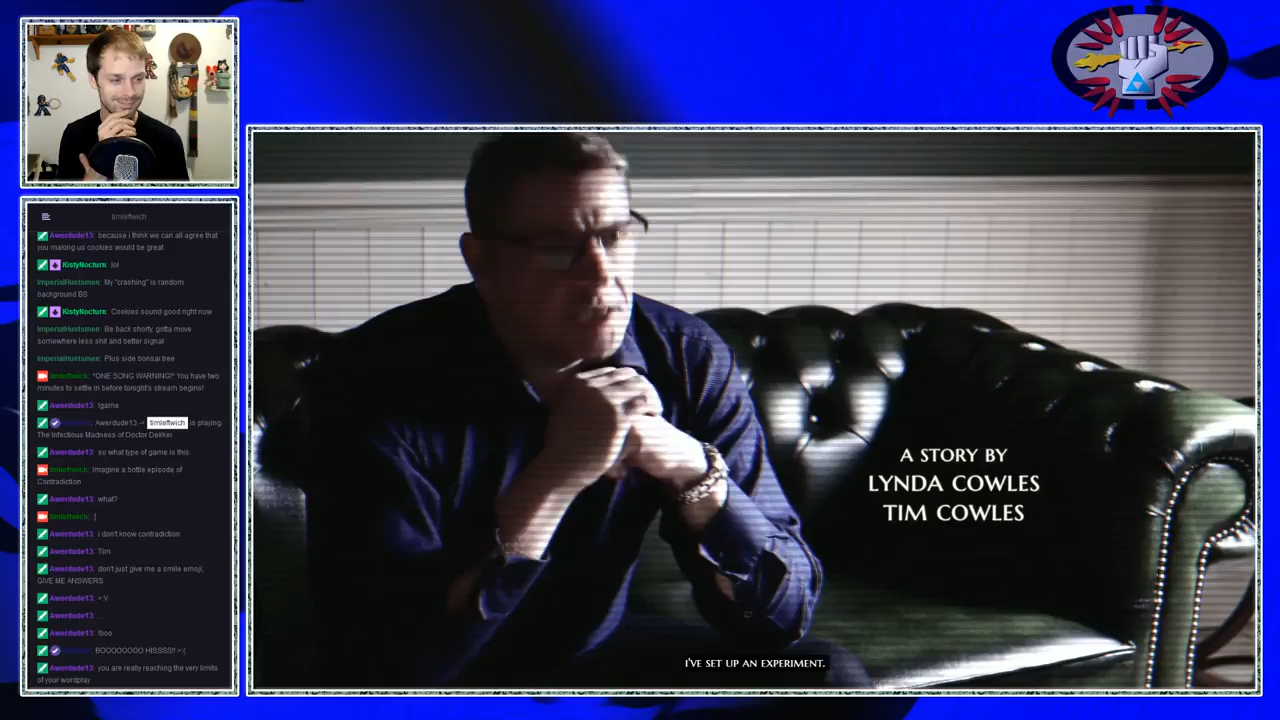 timleftwich
Awerdude13: because i think we can all agree that
you making us cookies would be great
KistyNocturn: lol
ImperialHuntsmen: My "crashing" is random
background BS
KistyNocturn: Cookies sound good right now
ImperialHuntsmen: Be back shorty, gotta move
somewhere less shit and better signal
ImperialHuntsmen: Plus side bonsai tree
timleftwich: *ONE SONG WARNING!* You have two
minutes to settle in before tonight's stream begins!
Awerdude13: !game
Awerdude13 -> timleftwich is playing
The Infectious Madness of Doctor Dekker
Awerdude13: so what type of game is this
timleftwich: Imagine a bottle episode of
Contradiction
Awerdude13: what?
timleftwich: :]
Awerdude13: i don't know contradiction
Awerdude13: Tim
Awerdude13: don't just give me a smile emoji,
GIVE ME ANSWERS
Awerdude13: >:V
Awerdude13: . .
Awerdude13: !boo
BOOOOOOOO HISSSS!! >:(
Awerdude13: you are really reaching the very limits
of your wordplay
A STORY BY
LYNDA COWLES
TIM COWLES
I'VE SET UP AN EXPERIMENT.